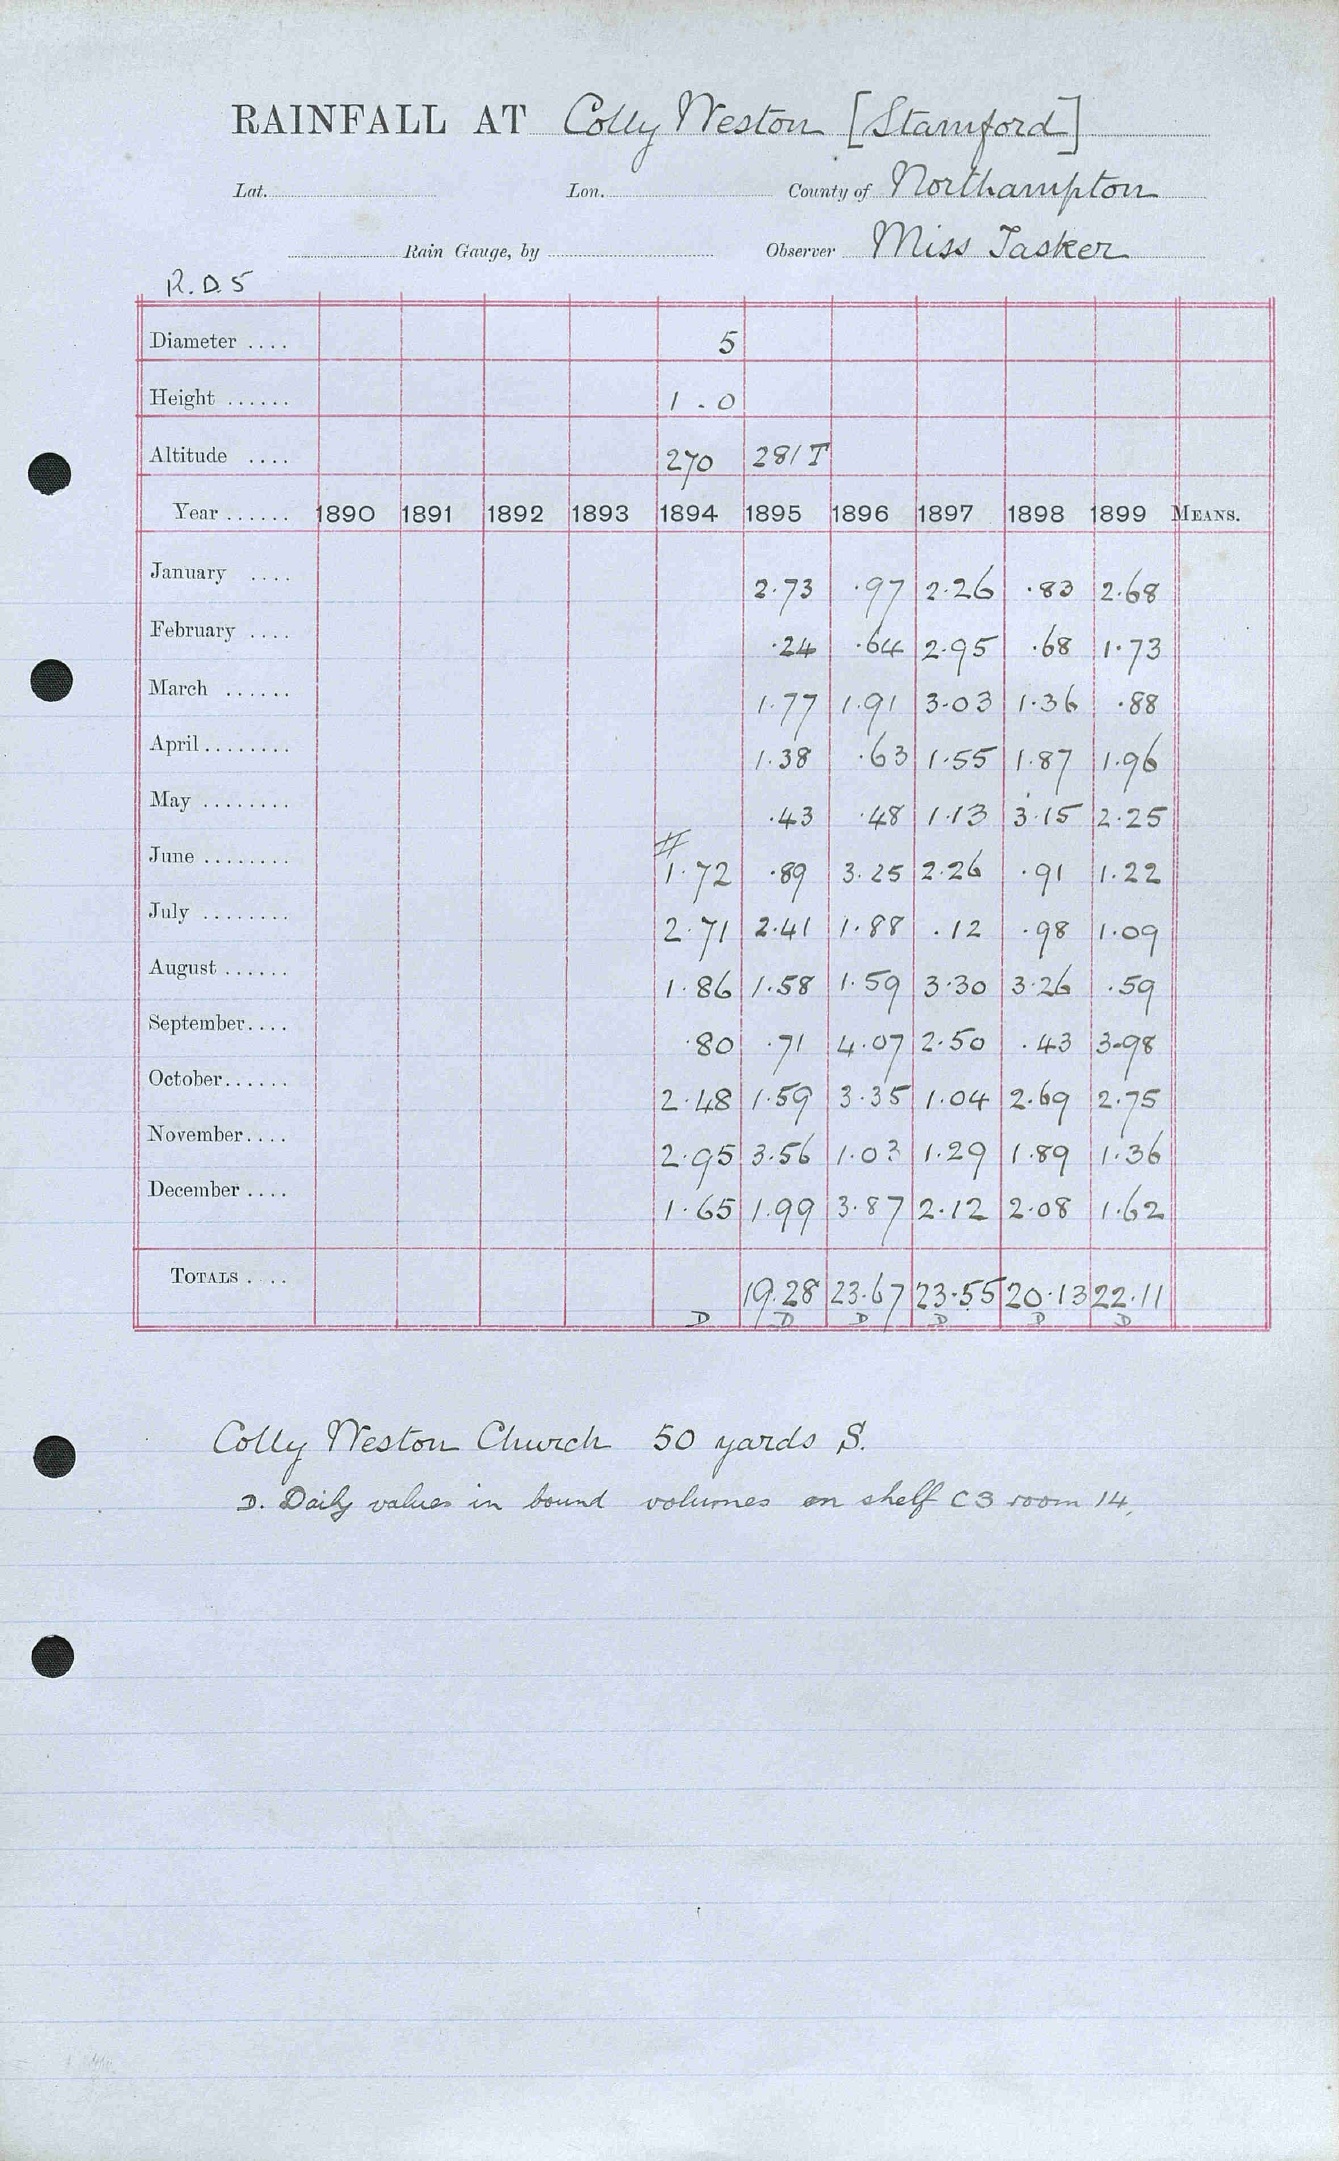 RAINFALL AT Colly Weston [Stamford]
Lat. Lon. County of Northampton
Rain Gauge, by Observer Miss Tasker
R.D.5
Diameter .... 5
Height ...... 1.0
Altitude .... 270 281T
Year ...... 1890 1891 1892 1893 1894 1895 1896 1897 1898 1899 MEANS.
January .... 2.73 .97 2.26 .83 2.68
February .... .24 .64 2.95 .68 1.73
March ...... 1.77 1.91 3.03 1.36 .88
April ........ 1.38 .63 1.55 1.87 1.96
May ........ .43 .48 1.13 3.15 2.25
#
June ........ 1.72 .89 3.25 2.26 .91 1.22
July ........ 2.71 2.41 1.88 .12 .98 1.09
August ...... 1.86 1.58 1.59 3.30 3.26 .59
September.... .80 .71 4.07 2.50 .43 3.98
October...... 2.48 1.59 3.35 1.04 2.69 2.75
November.... 2.95 3.56 1.03 1.29 1.89 1.36
December .... 1.65 1.99 3.87 2.12 2.08 1.62
TOTALS .... 19.28 23.67 23.55 20.13 22.11
D D D D D D
Colly Weston Church 50 yards S.
D. Daily values in bound volumes on shelf C3 room 14.